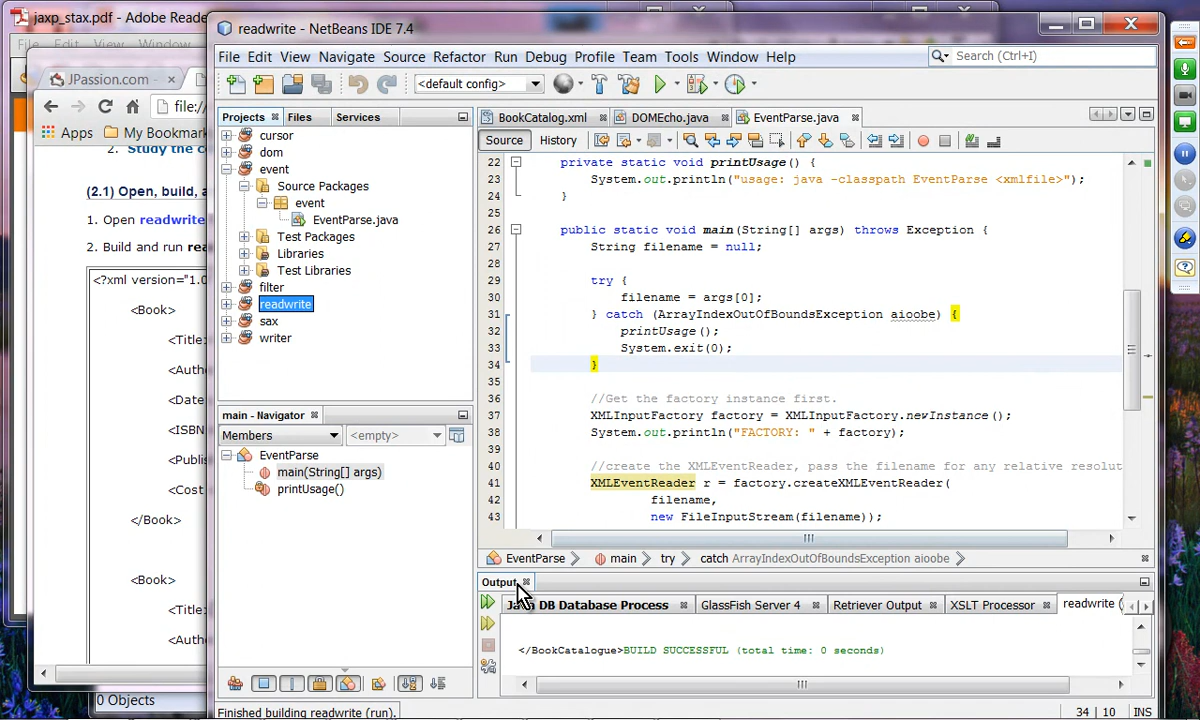 jaxp_stax.pdf - Adobe Reade
File Edit View Window
JPassion.com -
file:/
Apps My Bookmark
2. Study the c
(2.1) Open, build, a
1. Open readwrite
2. Build and run rea
<?xml version="1.0
<Book>
<Title:
<Autho
<Date
<ISBN
<Publis
<Cost
</Book>
<Book>
<Title:
<Autho
0 Objects
readwrite - NetBeans IDE 7.4
File Edit View Navigate Source Refactor Run Debug Profile Team Tools Window Help
Search (Ctrl+I)
<default config>
Projects Files Services
cursor
dom
event
Source Packages
event
EventParse.java
Test Packages
Libraries
Test Libraries
filter
readwrite
sax
writer
main - Navigator
Members <empty>
EventParse
main(String[] args)
printUsage()
BookCatalog.xml DOMEcho.java EventParse.java
Source History
22 private static void printUsage() {
23 System.out.println("usage: java -classpath EventParse <xmlfile>");
24 }
25
26 public static void main(String[] args) throws Exception {
27 String filename = null;
28
29 try {
30 filename = args[0];
31 } catch (ArrayIndexOutOfBoundsException aioobe) {
32 printUsage();
33 System.exit(0);
34 }
35
36 //Get the factory instance first.
37 XMLInputFactory factory = XMLInputFactory.newInstance();
38 System.out.println("FACTORY: " + factory);
39
40 //create the XMLEventReader, pass the filename for any relative resolut
41 XMLEventReader r = factory.createXMLEventReader(
42 filename,
43 new FileInputStream(filename));
EventParse main try catch ArrayIndexOutOfBoundsException aioobe
Output
DB Database Process GlassFish Server 4 Retriever Output XSLT Processor readwrite (
</BookCatalogue>BUILD SUCCESSFUL (total time: 0 seconds)
Finished building readwrite (run).
34 | 10 INS